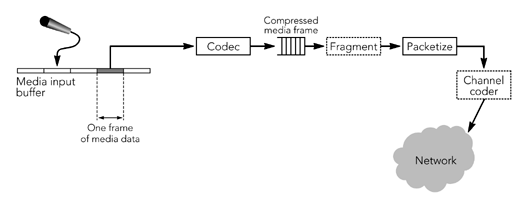 Compressed
media frame
Codec
Fragment
Packetize
Media input
buffer
Channel
coder
One frame
of media data
Network